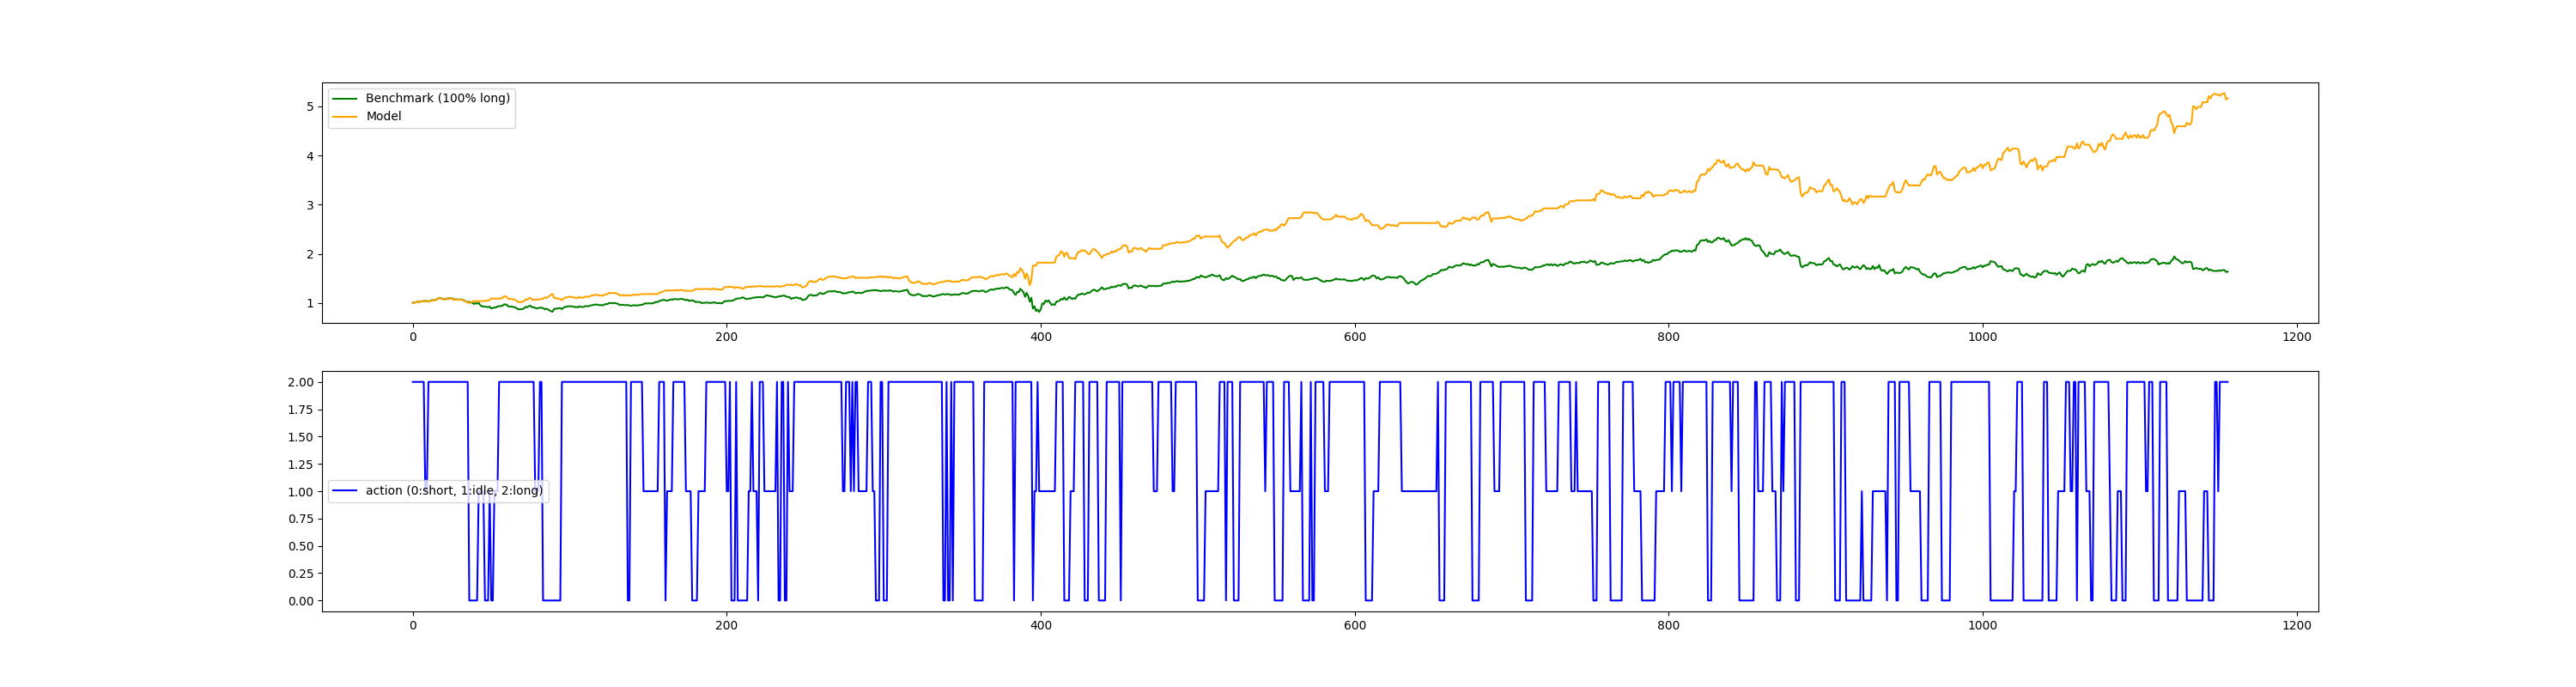 Benchmark (100% long)
Model
5
4
3
2
1
0 200 400 600 800 1000 1200
2.00
1.75
1.50
1.25
1.00
action (0:short, 1:idle, 2:long)
0.75
0.50
0.25
0.00
0 200 400 600 800 1000 1200